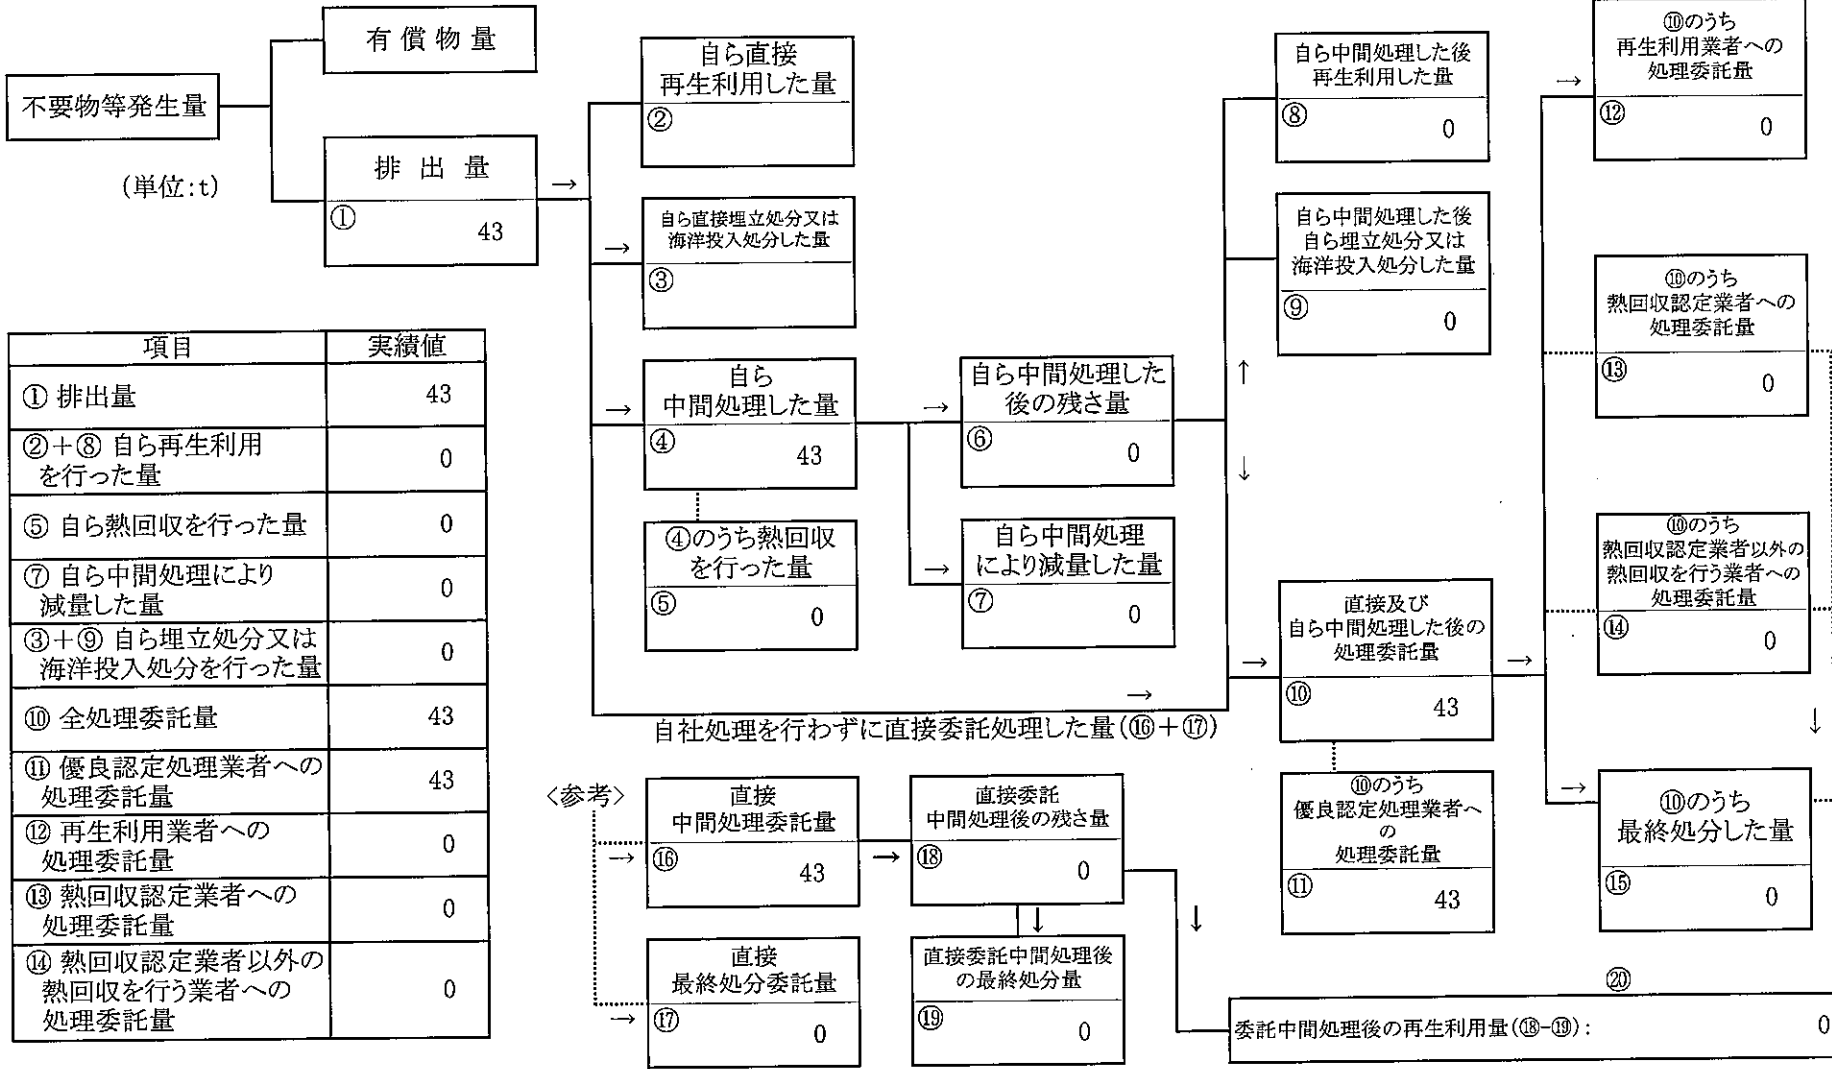 不要物等発生量
(単位:t)
有償物量
排出量
①
43
自ら直接
再生利用した量
②
自ら直接埋立処分又は
海洋投入処分した量
③
自ら
中間処理した量
④
43
④のうち熱回収
を行った量
⑤
0
自ら中間処理した
後の残さ量
⑥
0
自ら中間処理
により減量した量
⑦
0
自ら中間処理した後
再生利用した量
⑧
0
自ら中間処理した後
自ら埋立処分又は
海洋投入処分した量
⑨
0
直接及び
自ら中間処理した後の
処理委託量
⑩
43
⑩のうち
優良認定処理業者へ
の
処理委託量
⑪
43
⑩のうち
再生利用業者への
処理委託量
⑫
0
⑩のうち
熱回収認定業者への
処理委託量
⑬
0
⑩のうち
熱回収認定業者以外の
熱回収を行う業者への
処理委託量
⑭
0
⑩のうち
最終処分した量
⑮
0
自社処理を行わずに直接委託処理した量(⑯+⑰)
<参考>
直接
中間処理委託量
⑯
43
直接
最終処分委託量
⑰
0
直接委託
中間処理後の残さ量
⑱
0
直接委託中間処理後
の最終処分量
⑲
0
⑳
委託中間処理後の再生利用量(⑱-⑲): 0
項目 実績値
① 排出量 43
②+⑧ 自ら再生利用
を行った量 0
⑤ 自ら熱回収を行った量 0
⑦ 自ら中間処理により
減量した量 0
③+⑨ 自ら埋立処分又は
海洋投入処分を行った量 0
⑩ 全処理委託量 43
⑪ 優良認定処理業者への
処理委託量 43
⑫ 再生利用業者への
処理委託量 0
⑬ 熱回収認定業者への
処理委託量 0
⑭ 熱回収認定業者以外の
熱回収を行う業者への
処理委託量 0